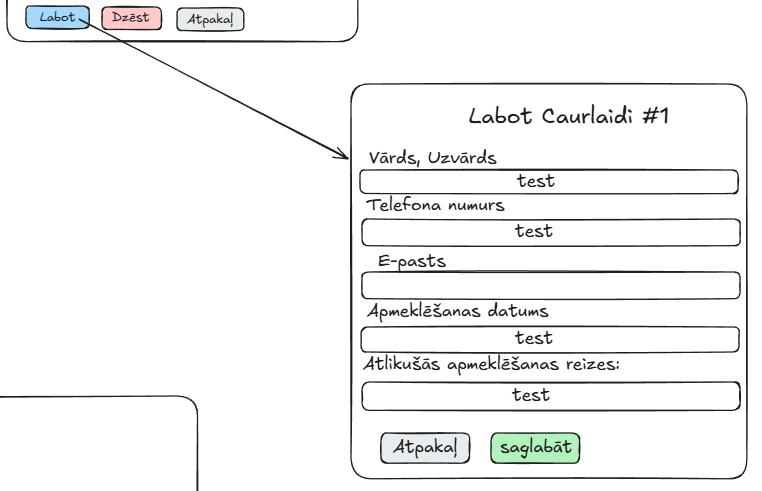 Labot Dzēst Atpakaļ
Labot Caurlaidi #1
Vārds, Uzvārds
test
Telefona numurs
test
E-pasts
Apmeklēšanas datums
test
Atlikušās apmeklēšanas reizes:
test
Atpakaļ saglabāt